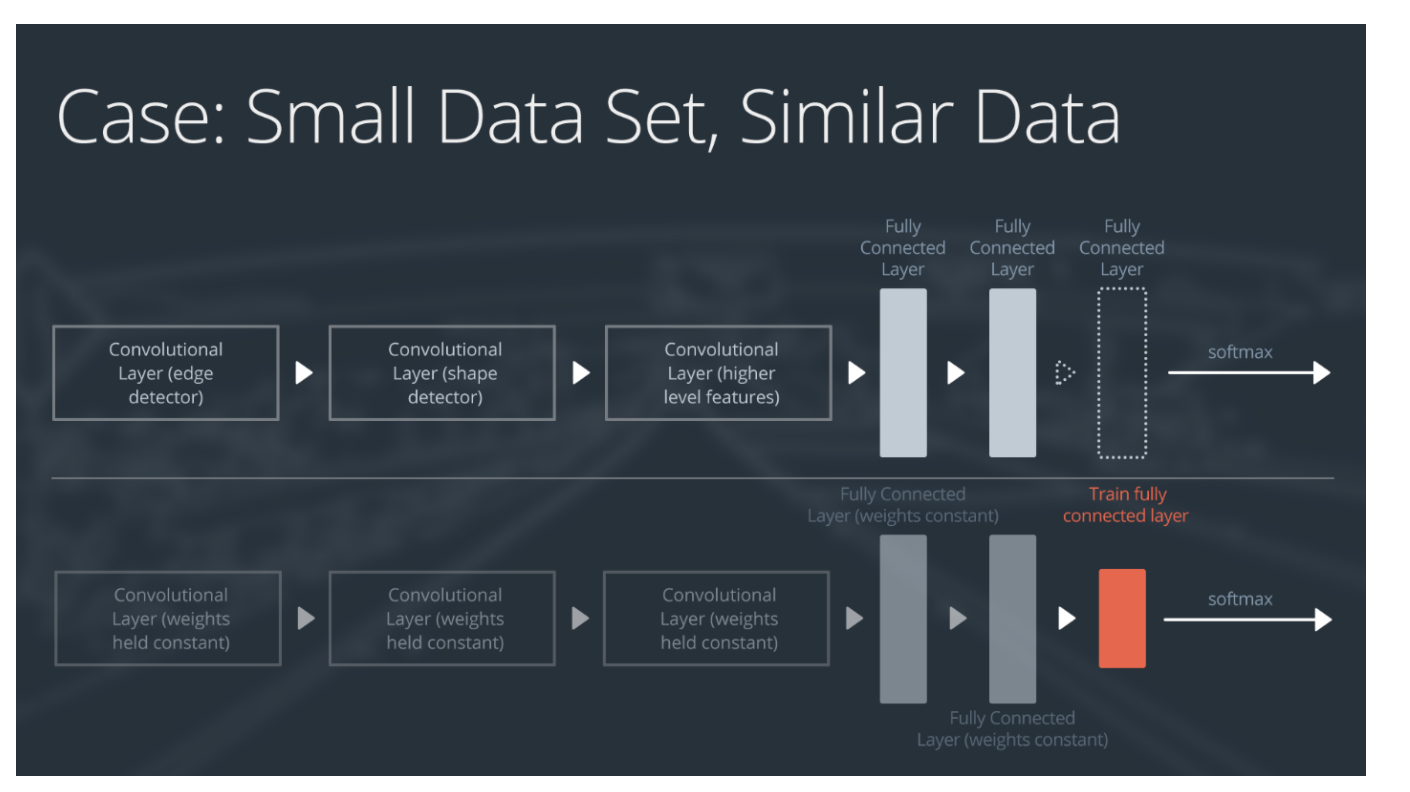 Case: Small Data Set, Similar Data
Fully
Connected
Layer
Fully
Connected
Layer
Fully
Connected
Layer
Convolutional
Layer (edge
detector)
Convolutional
Layer (shape
detector)
Convolutional
Layer (higher
level features)
softmax
Fully Connected
Layer (weights constant)
Train fully
connected layer
Convolutional
Layer (weights
held constant)
Convolutional
Layer (weights
held constant)
Convolutional
Layer (weights
held constant)
softmax
Fully Connected
Layer (weights constant)